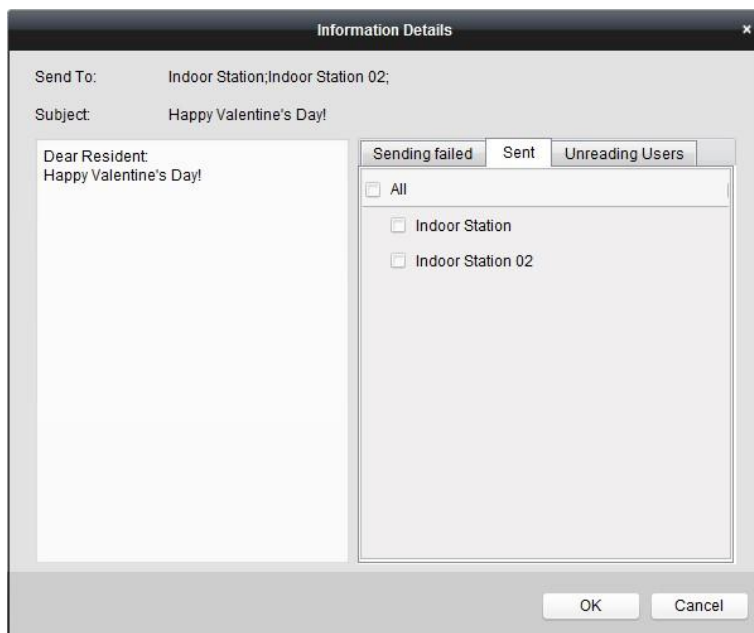 Information Details
Send To: Indoor Station;Indoor Station 02;
Subject: Happy Valentine's Day!
Dear Resident:
Happy Valentine's Day!
Sending failed Sent Unreading Users
All
Indoor Station
Indoor Station 02
OK Cancel